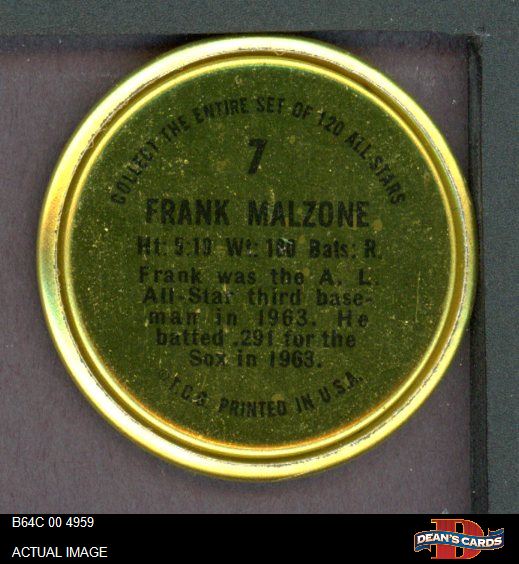 COLLECT THE ENTIRE SET OF 120 ALL-STARS
7
FRANK MALZONE
Ht: 5:10 Wt: 180 Bats: R.
Frank was the A. L.
All-Star third base-
man in 1963. He
batted .291 for the
Sox in 1963.
© T.C.G. PRINTED IN U.S.A.
B64C 00 4959
ACTUAL IMAGE
D
DEAN'S CARDS